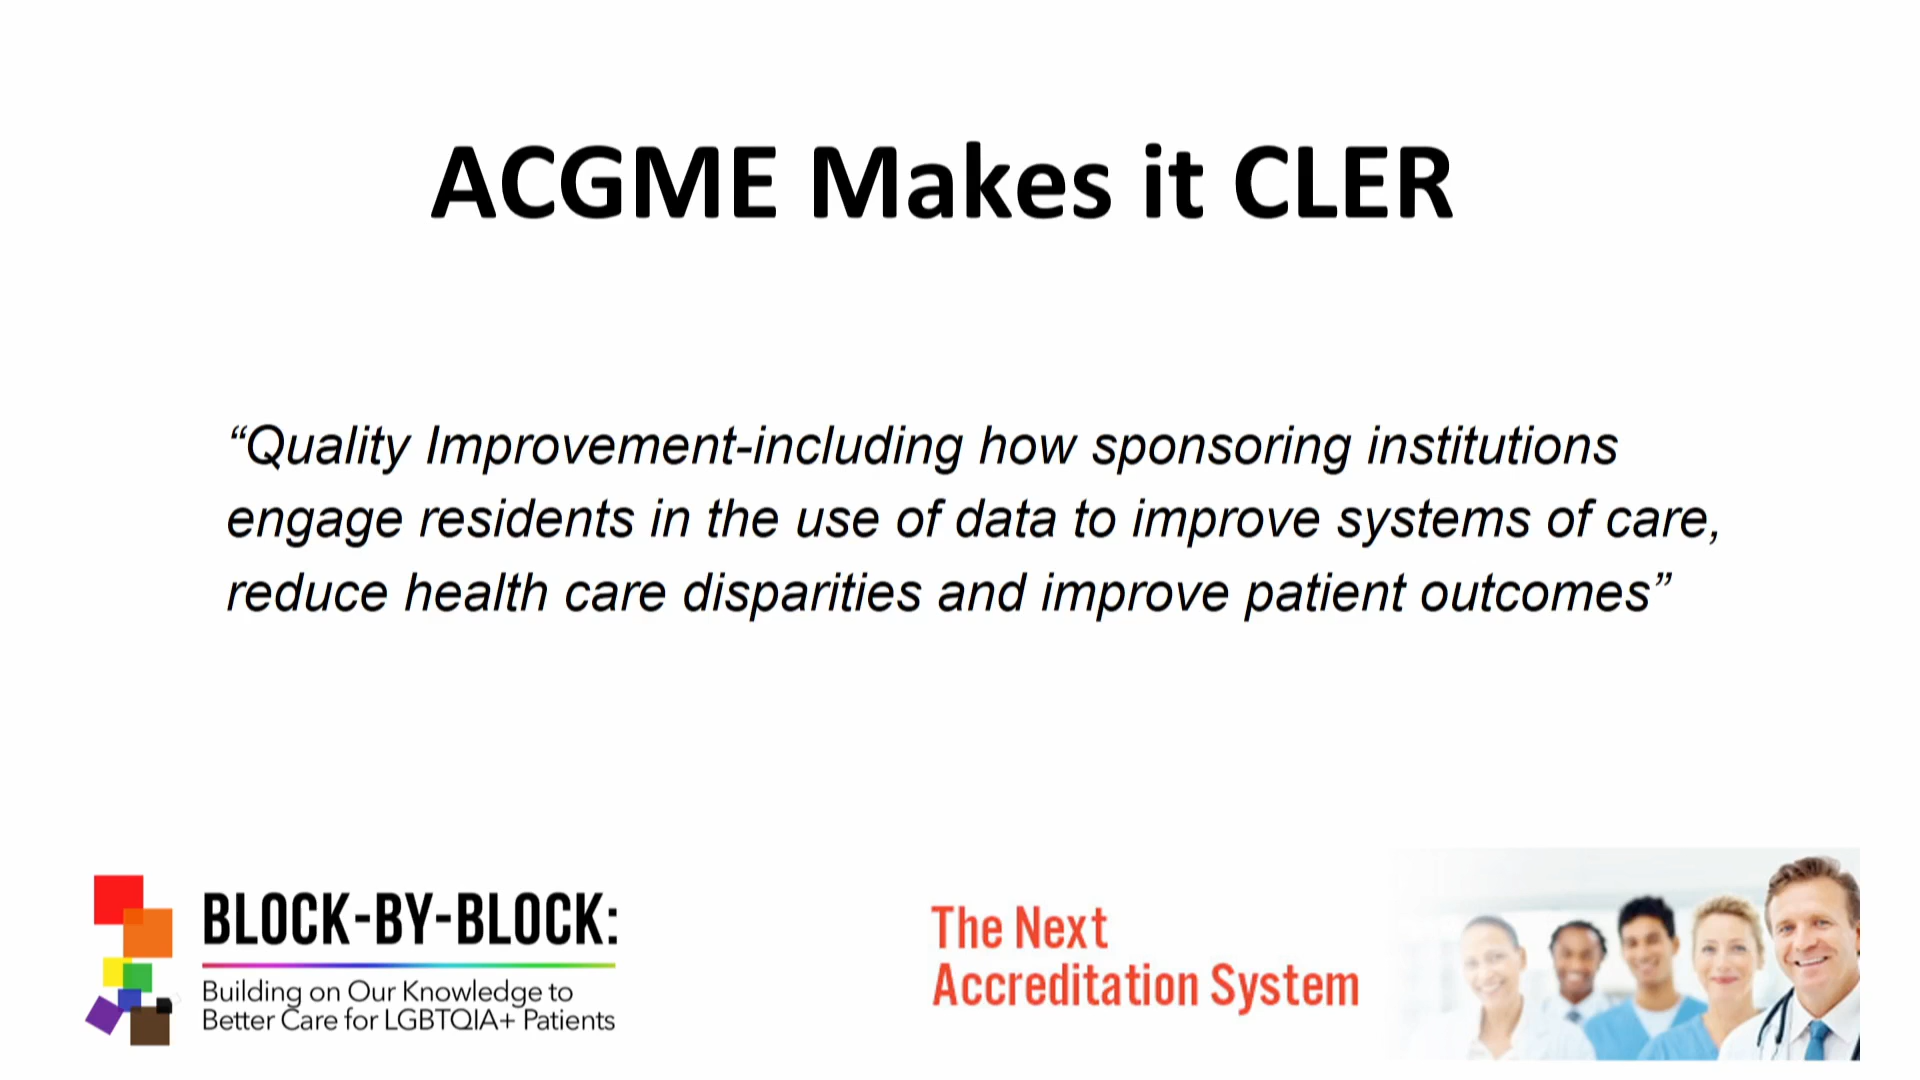 ACGME Makes it CLER
“Quality Improvement-including how sponsoring institutions
engage residents in the use of data to improve systems of care,
reduce health care disparities and improve patient outcomes”
BLOCK-BY-BLOCK:
Building on Our Knowledge to
Better Care for LGBTQIA+ Patients
The Next
Accreditation System